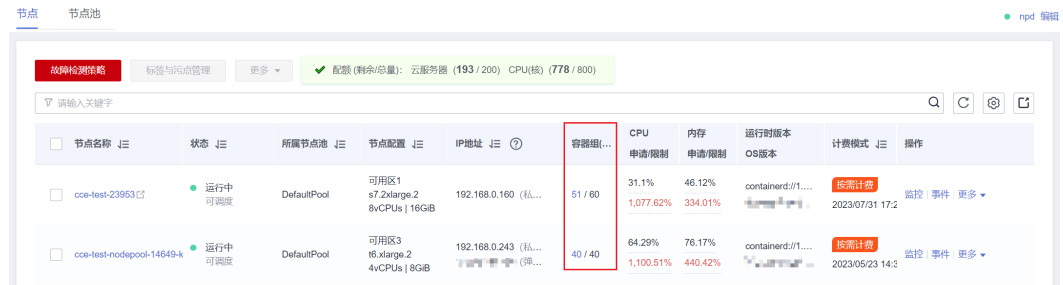 节点 节点池 npd 编辑
故障检测策略 标签与污点管理 更多 配额 (剩余/总量): 云服务器 (193 / 200) CPU(核) (778 / 800)
请输入关键字
节点名称 状态 所属节点池 节点配置 IP地址 容器组(... CPU 申请/限制 内存 申请/限制 运行时版本 OS版本 计费模式 操作
cce-test-23953 运行中 可调度 DefaultPool 可用区1 s7.2xlarge.2 8vCPUs | 16GiB 192.168.0.160 (私... 51 / 60 31.1% 1,077.62% 46.12% 334.01% containerd://1.... 按需计费 2023/07/31 17:2 监控 事件 更多
cce-test-nodepool-14649-k 运行中 可调度 DefaultPool 可用区3 t6.xlarge.2 4vCPUs | 8GiB 192.168.0.243 (私... (弹... 40 / 40 64.29% 1,100.51% 76.17% 440.42% containerd://1.... 按需计费 2023/05/23 14:3 监控 事件 更多